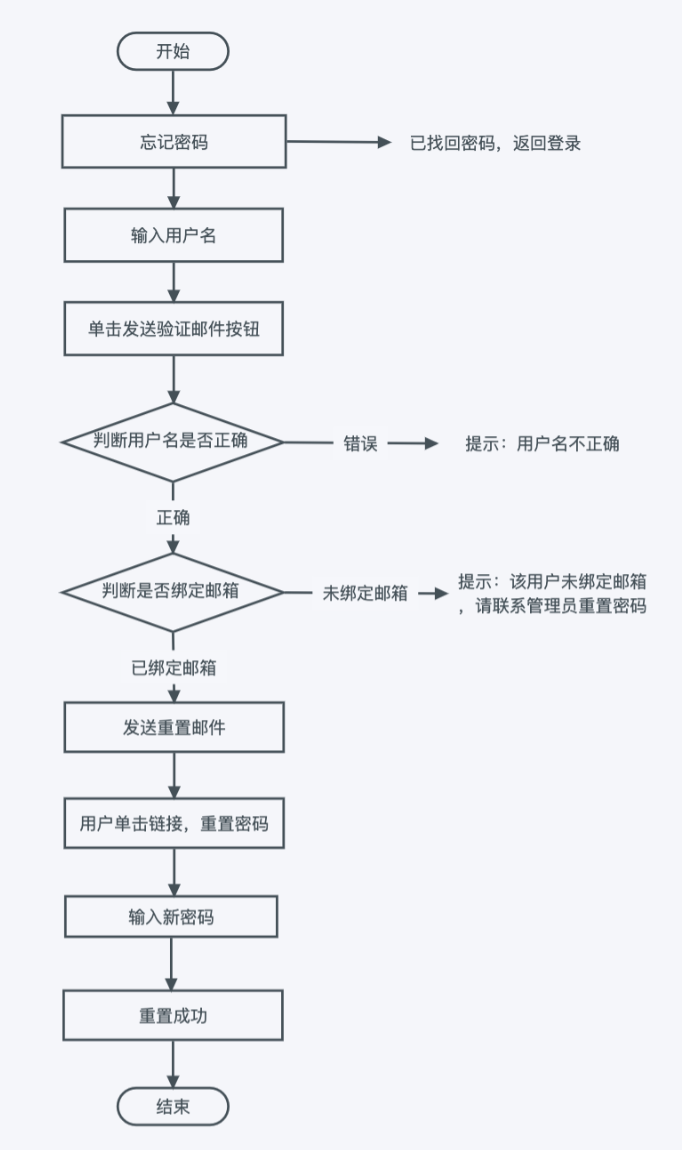 开始
忘记密码
已找回密码，返回登录
输入用户名
单击发送验证邮件按钮
判断用户名是否正确
错误
提示：用户名不正确
正确
判断是否绑定邮箱
未绑定邮箱
提示：该用户未绑定邮箱
，请联系管理员重置密码
已绑定邮箱
发送重置邮件
用户单击链接，重置密码
输入新密码
重置成功
结束